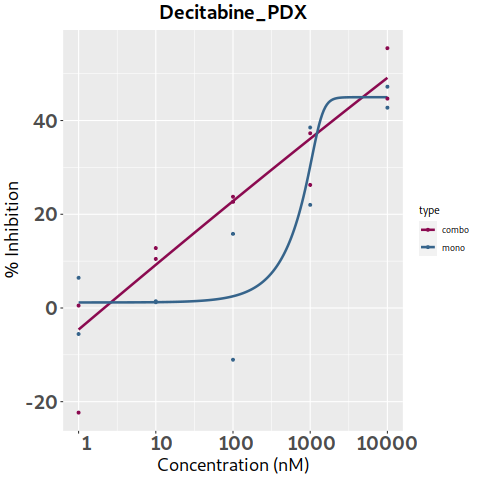 Decitabine_PDX
% Inhibition
40
20
0
-20
1 10 100 1000 10000
Concentration (nM)
type
combo
mono